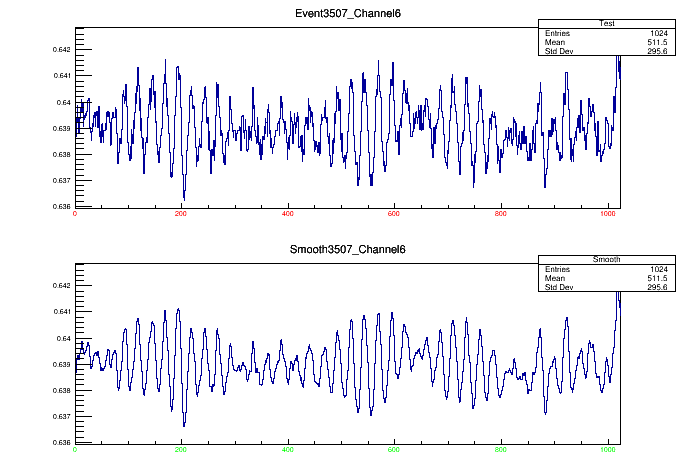 Event3507_Channel6
Test
Entries 1024
Mean 511.5
Std Dev 295.6
0.642
0.641
0.64
0.639
0.638
0.637
0.636
0 200 400 600 800 1000
Smooth3507_Channel6
Smooth
Entries 1024
Mean 511.5
Std Dev 295.6
0.642
0.641
0.64
0.639
0.638
0.637
0.636
0 200 400 600 800 1000